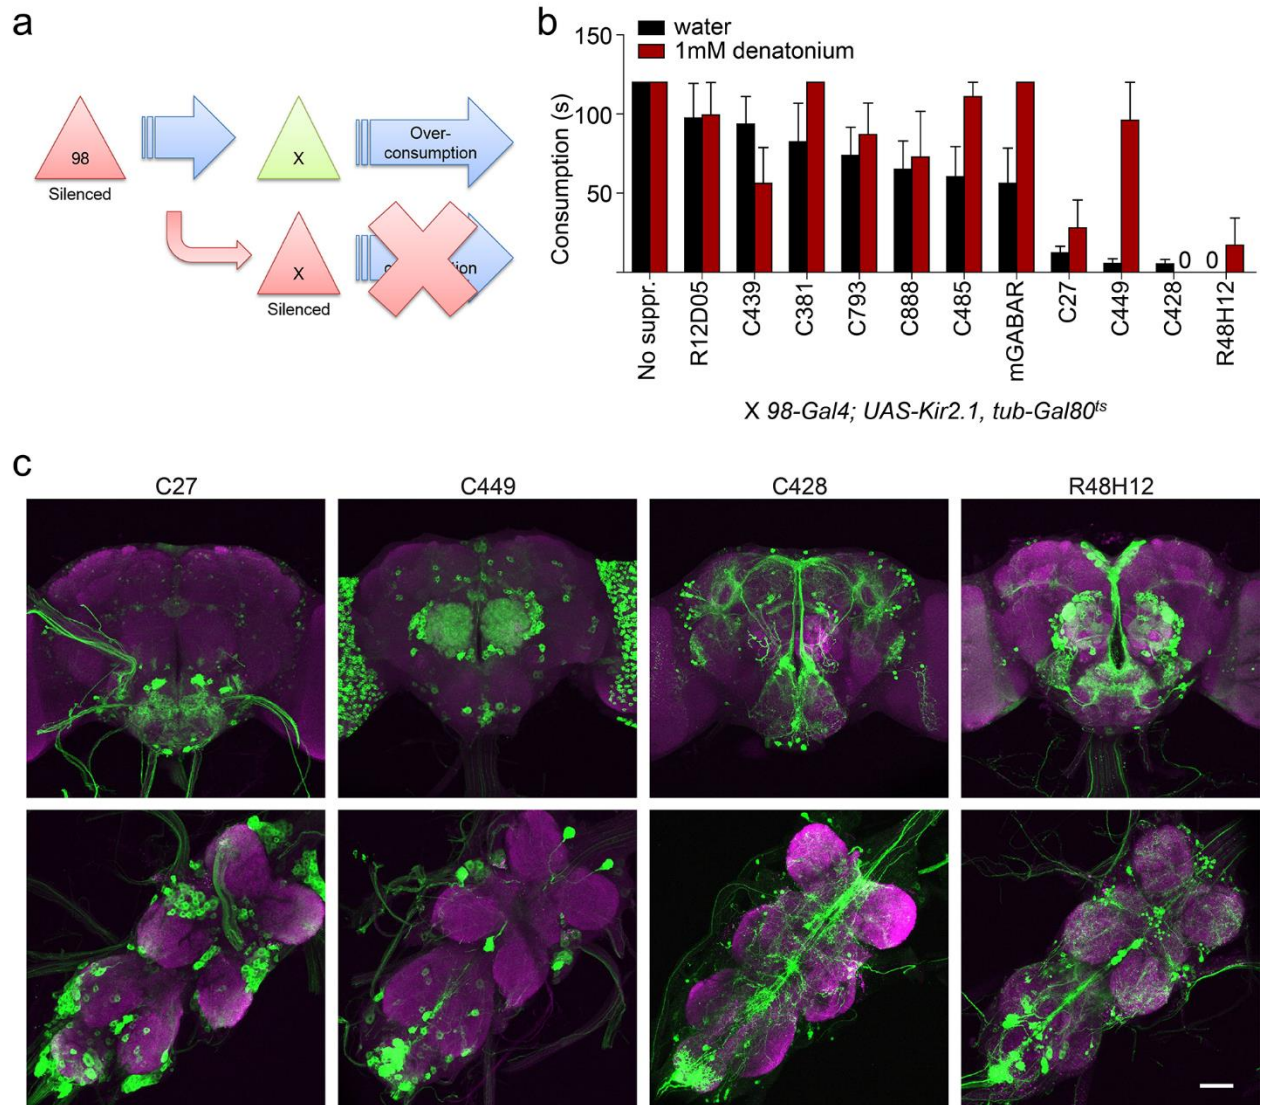 a
98
Silenced
X
Over-
consumption
X
Silenced
b
water
1mM denatonium
Consumption (s)
150
100
50
0
0
No suppr.
R12D05
C439
C381
C793
C888
C485
mGABAR
C27
C449
C428
R48H12
X 98-Gal4; UAS-Kir2.1, tub-Gal80ts
c
C27
C449
C428
R48H12